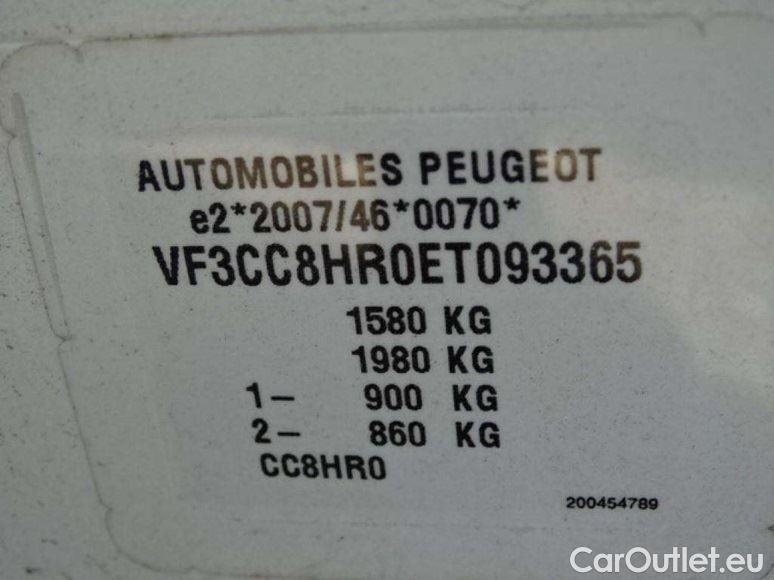 AUTOMOBILES PEUGEOT
e2*2007/46*0070*
VF3CC8HR0ET093365
1580 KG
1980 KG
1- 900 KG
2- 860 KG
CC8HR0
200454789
CarOutlet.eu